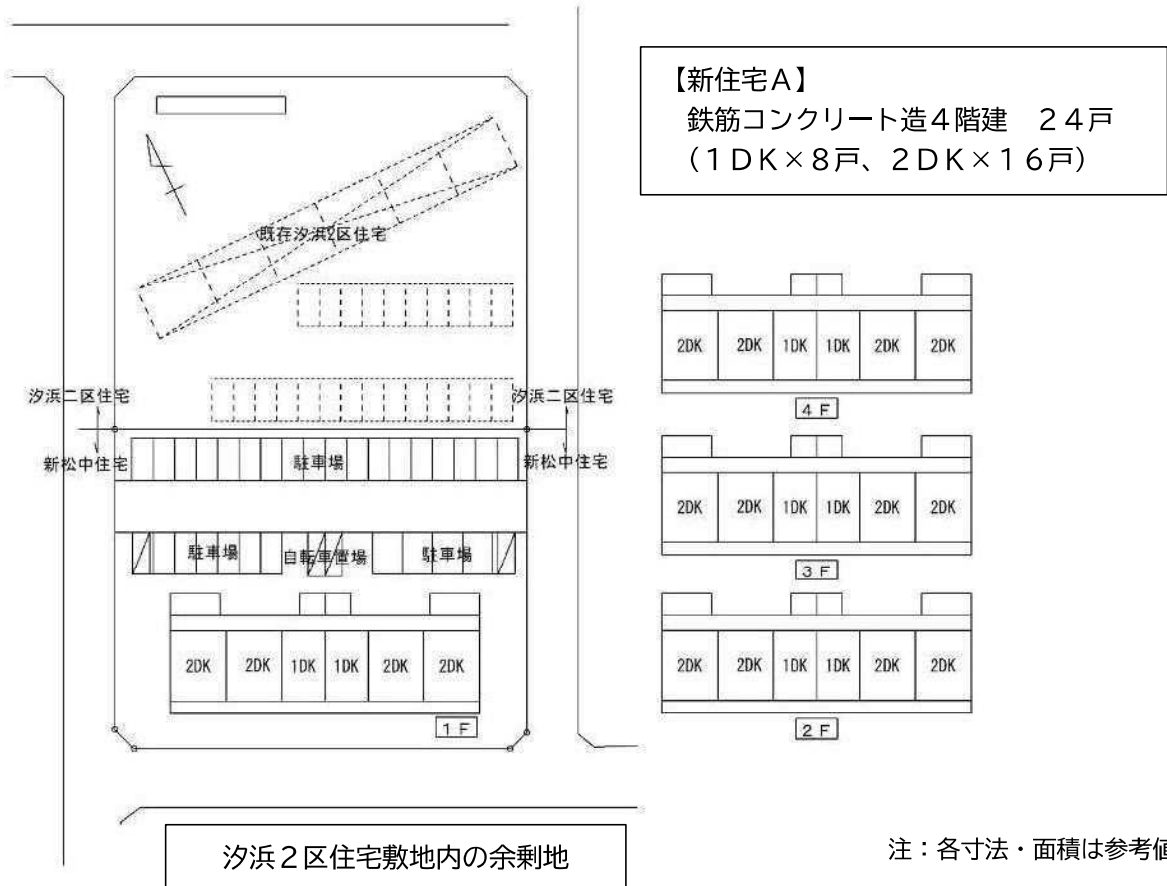 【新住宅A】
鉄筋コンクリート造4階建　24戸
（1DK×8戸、2DK×16戸）
既存汐浜2区住宅
2DK 2DK 1DK 1DK 2DK 2DK
4F
汐浜二区住宅 汐浜二区住宅
新松中住宅 駐車場 新松中住宅
2DK 2DK 1DK 1DK 2DK 2DK
3F
駐車場 自転車置場 駐車場
2DK 2DK 1DK 1DK 2DK 2DK
1F
2DK 2DK 1DK 1DK 2DK 2DK
2F
汐浜2区住宅敷地内の余剰地
注：各寸法・面積は参考値